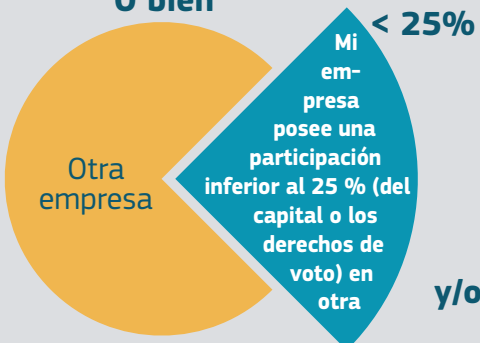 O bien
< 25%
Mi
em-
presa
posee una
participación
inferior al 25 % (del
capital o los
derechos de
voto) en
otra
Otra
empresa
y/o